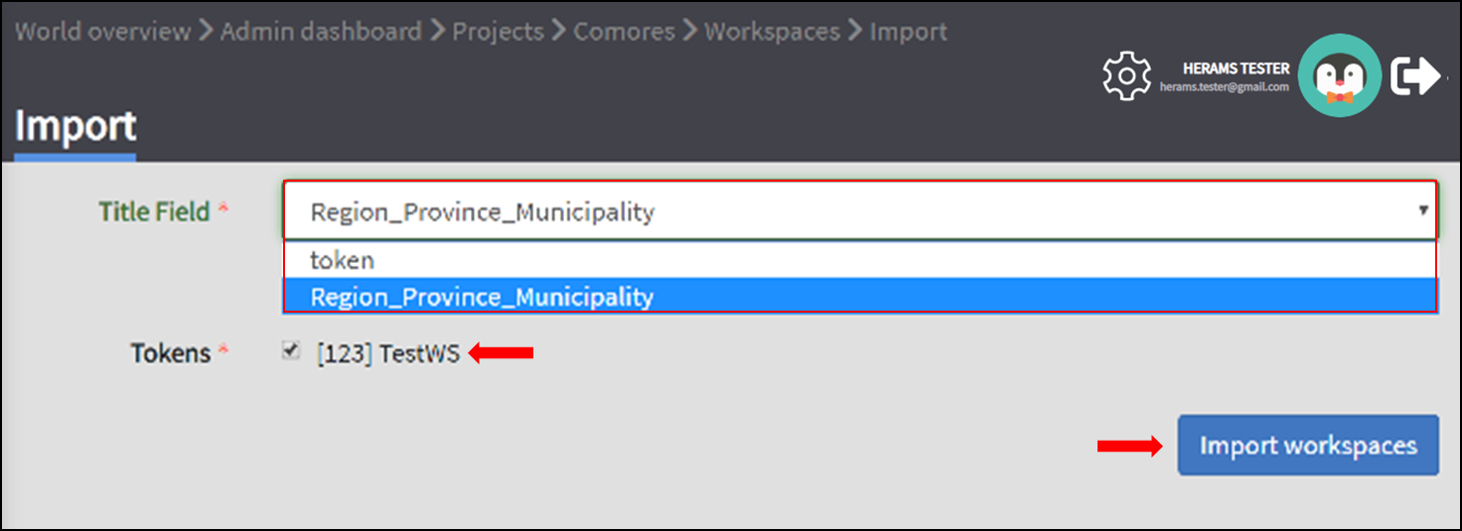 World overview > Admin dashboard > Projects > Comores > Workspaces > Import
HERAMS TESTER
herams.tester@gmail.com
Import
Title Field *
Region_Province_Municipality
token
Region_Province_Municipality
Tokens * [123] TestWS
Import workspaces